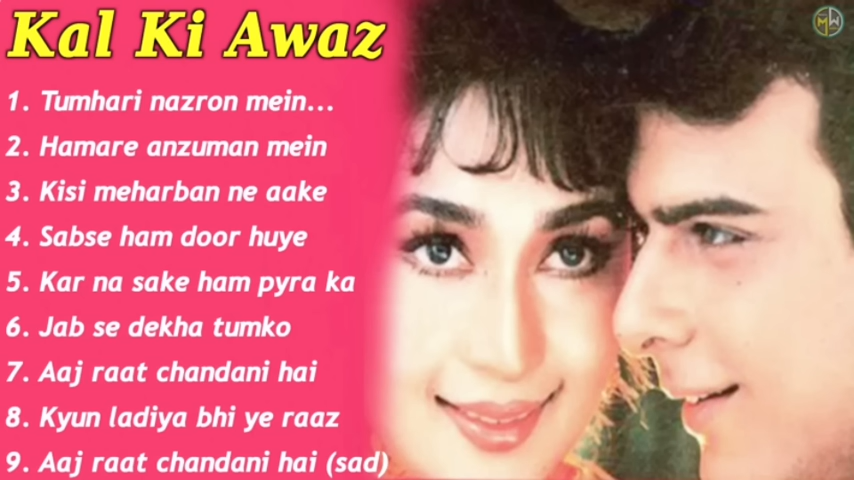 Kal Ki Awaz
1. Tumhari nazron mein...
2. Hamare anzuman mein
3. Kisi meharban ne aake
4. Sabse ham door huye
5. Kar na sake ham pyra ka
6. Jab se dekha tumko
7. Aaj raat chandani hai
8. Kyun ladiya bhi ye raaz
9. Aaj raat chandani hai (sad)